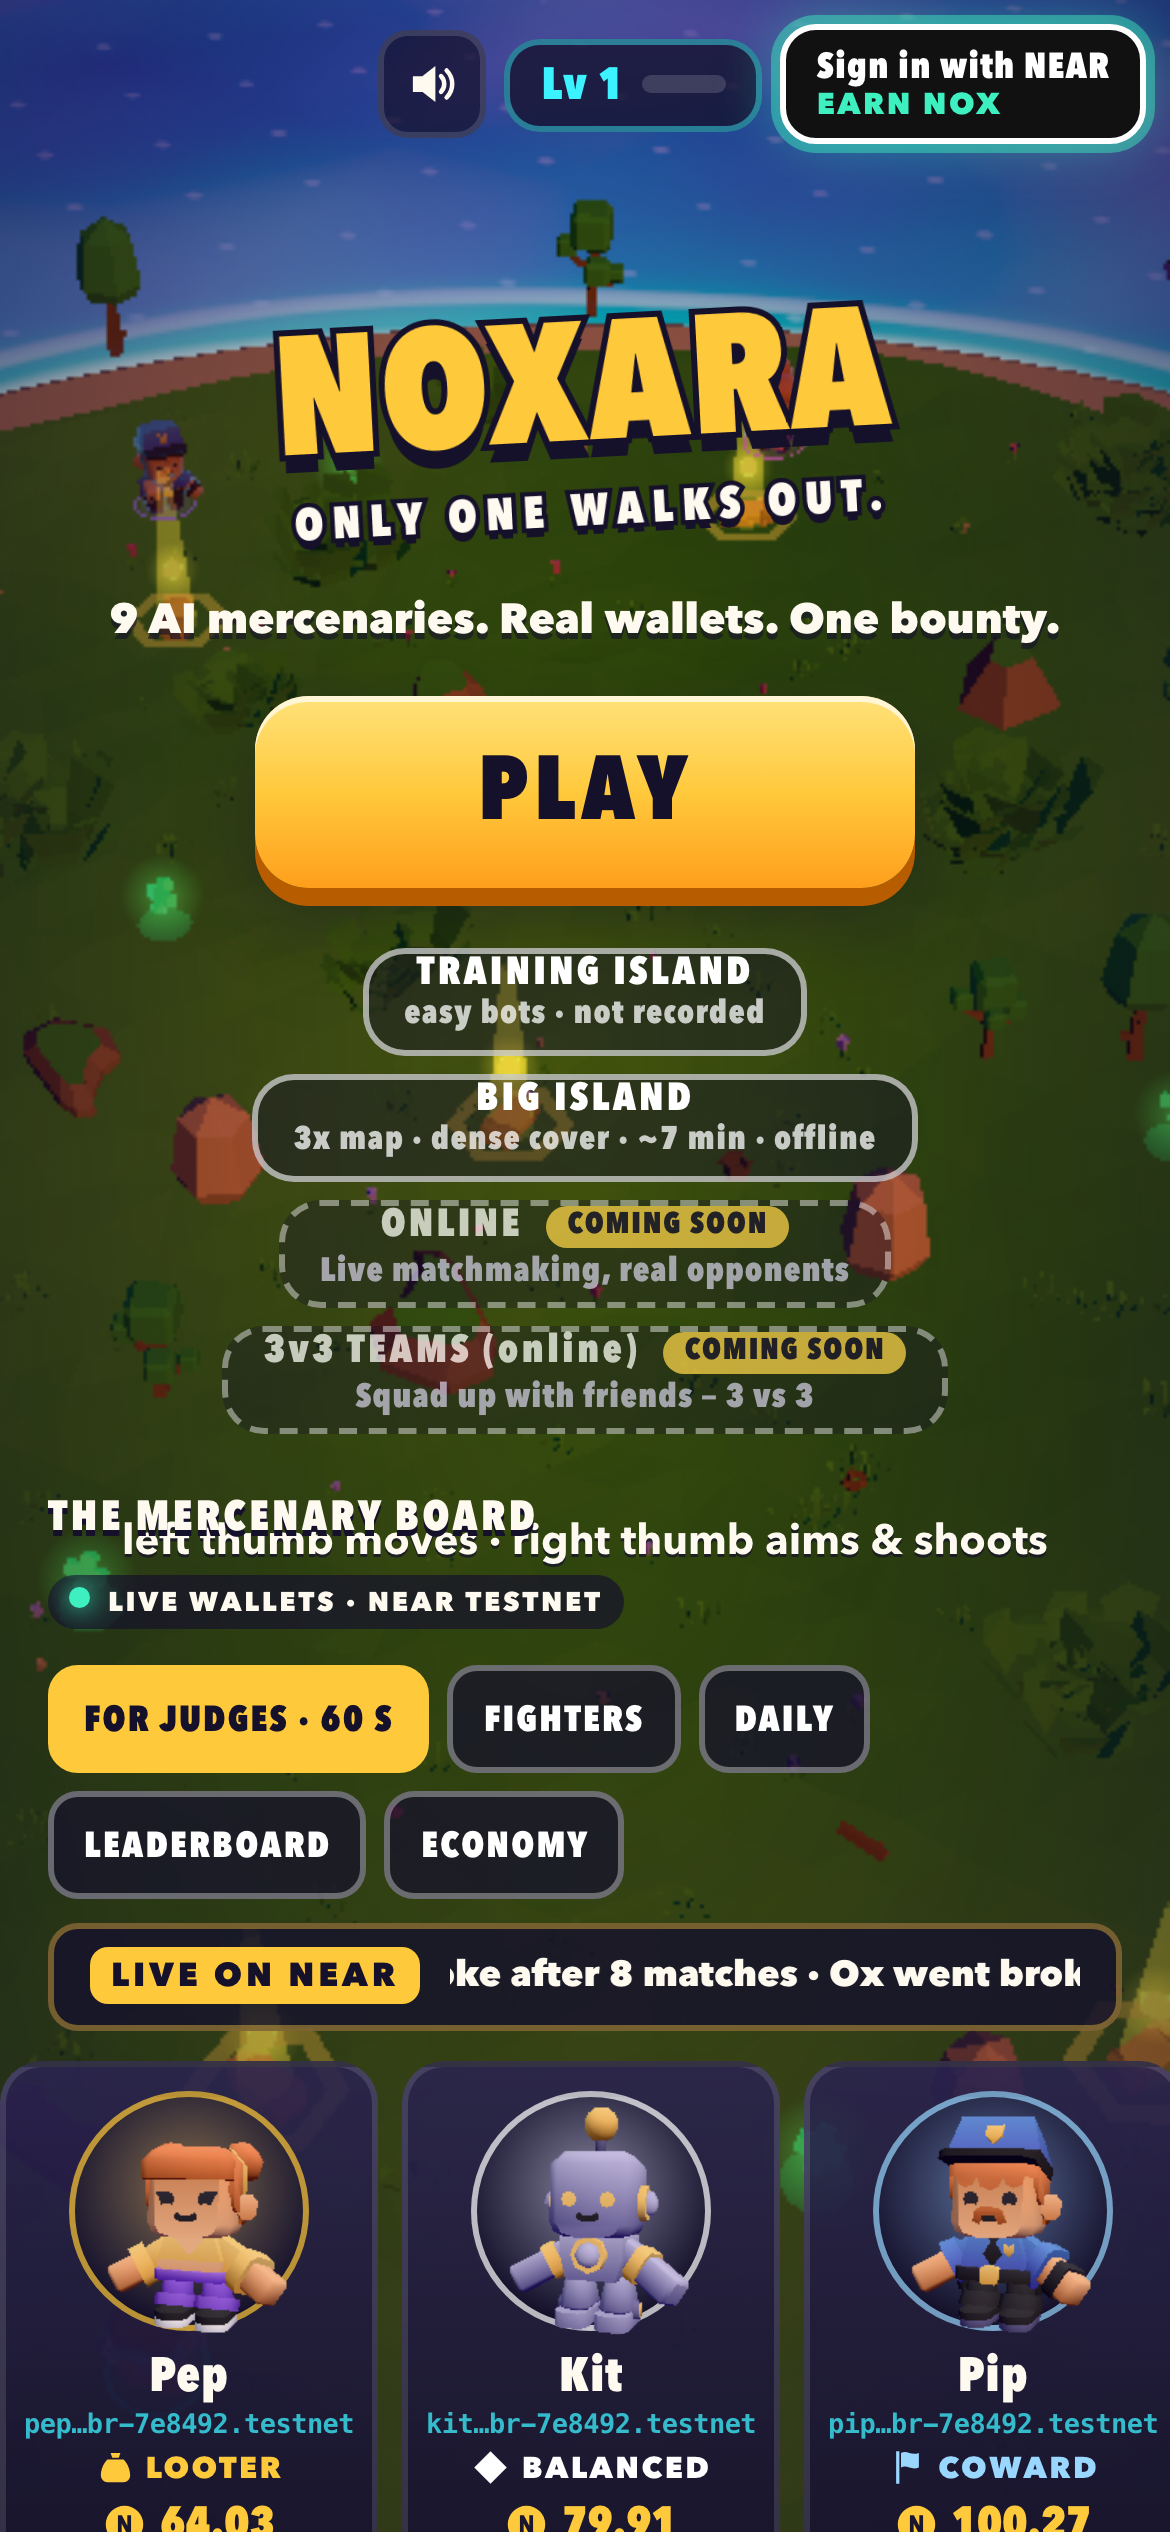 Lv 1
Sign in with NEAR
EARN NOX
NOXARA
ONLY ONE WALKS OUT.
9 AI mercenaries. Real wallets. One bounty.
PLAY
TRAINING ISLAND
easy bots · not recorded
BIG ISLAND
3x map · dense cover · ~7 min · offline
ONLINE COMING SOON
Live matchmaking, real opponents
3v3 TEAMS (online) COMING SOON
Squad up with friends – 3 vs 3
THE MERCENARY BOARD
left thumb moves · right thumb aims & shoots
LIVE WALLETS · NEAR TESTNET
FOR JUDGES · 60 S FIGHTERS DAILY
LEADERBOARD ECONOMY
LIVE ON NEAR oke after 8 matches · Ox went brok
Pep Kit Pip
pep…br-7e8492.testnet kit…br-7e8492.testnet pip…br-7e8492.testnet
LOOTER BALANCED COWARD
N 64.03 N 79.91 N 100.27